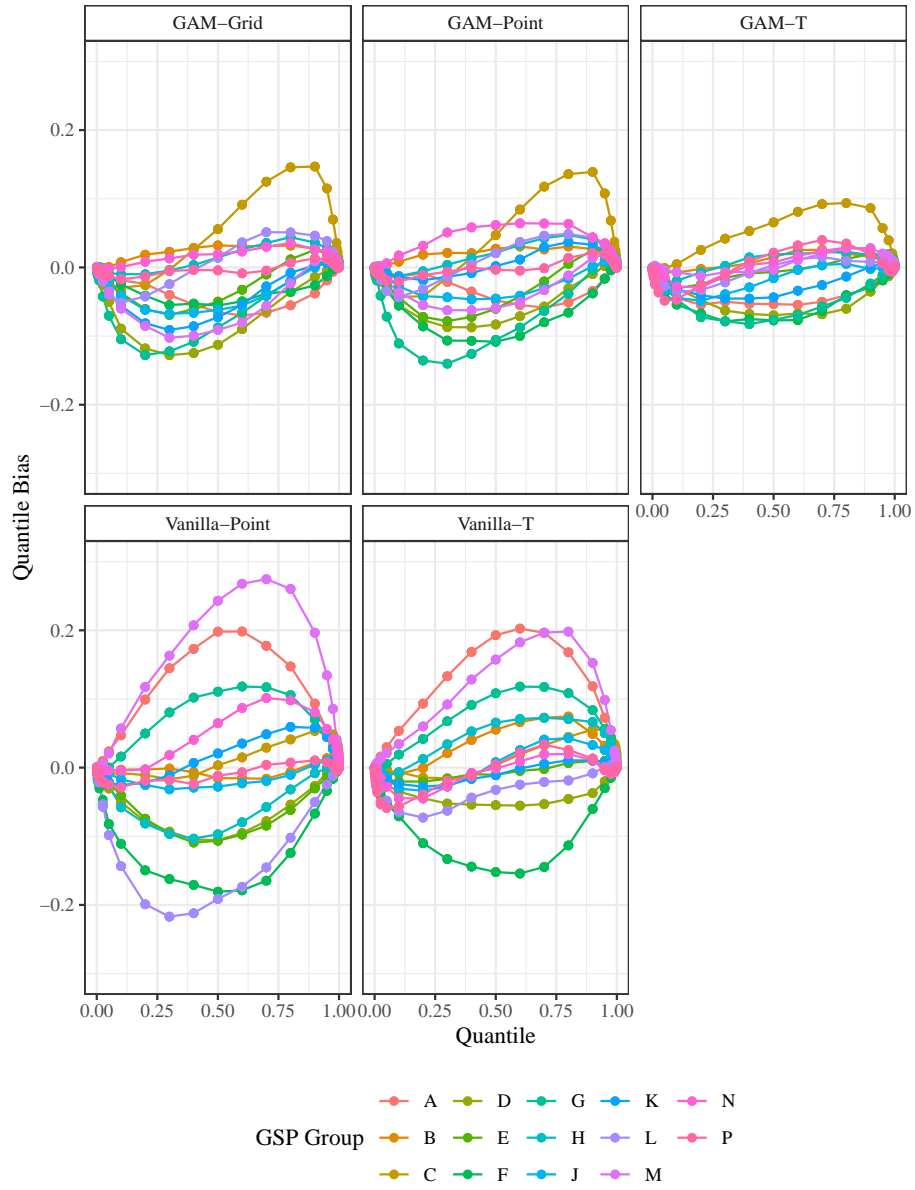 GAM−Grid GAM−Point GAM−T
0.2
0.0
−0.2
0.00 0.25 0.50 0.75 1.00
Quantile Bias
Vanilla−Point Vanilla−T
0.2
0.0
−0.2
0.00 0.25 0.50 0.75 1.00 0.00 0.25 0.50 0.75 1.00
Quantile
A D G K N
GSP Group B E H L P
C F J M